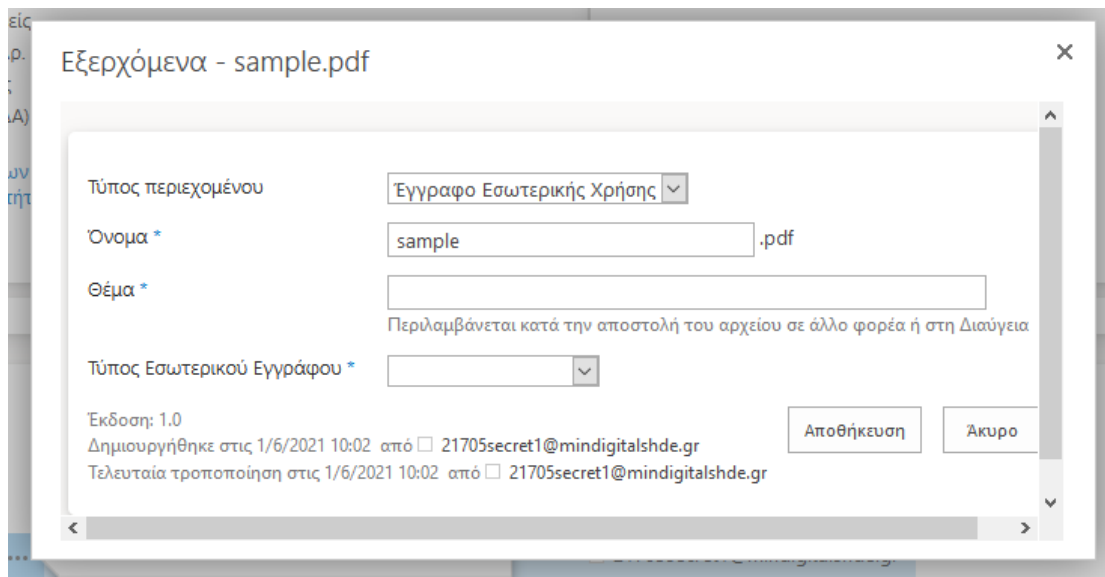 είς
Εξερχόμενα - sample.pdf
Τύπος περιεχομένου
Έγγραφο Εσωτερικής Χρήσης
Όνομα *
sample
.pdf
Θέμα *
Περιλαμβάνεται κατά την αποστολή του αρχείου σε άλλο φορέα ή στη Διαύγεια
Τύπος Εσωτερικού Εγγράφου *
Έκδοση: 1.0
Δημιουργήθηκε στις 1/6/2021 10:02 από 21705secret1@mindigitalshde.gr
Τελευταία τροποποίηση στις 1/6/2021 10:02 από 21705secret1@mindigitalshde.gr
Αποθήκευση
Άκυρο